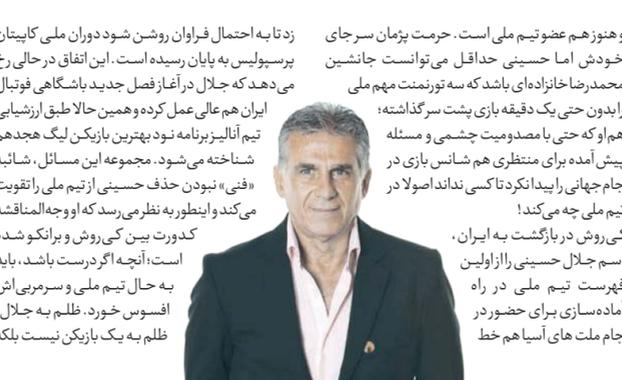 و هنوز هم عضو تیم ملی است. حرمت پژمان سر جای
خودش اما حسینی حداقل می‌توانست جانشین
محمدرضا خانزاده‌ای باشد که سه تورنمنت مهم ملی
را بدون حتی یک دقیقه بازی پشت سر گذاشته؛
هم او که حتی با مصدومیت چشمی و مسئله
پیش آمده برای منتظری هم شانس بازی در
جام جهانی را پیدا نکرد تا کسی نداند اصولا در
تیم ملی چه می‌کند!
کی‌روش در بازگشت به ایران،
اسم جلال حسینی را از اولین
فهرست تیم ملی در راه
آماده‌سازی برای حضور در
جام ملت های آسیا هم خط
زد تا به احتمال فراوان روشن شود دوران ملی کاپیتان
پرسپولیس به پایان رسیده است. این اتفاق در حالی رخ
می‌دهد که جلال در آغاز فصل جدید باشگاهی فوتبال
ایران هم عالی عمل کرده و همین حالا طبق ارزشیابی
تیم آنالیز برنامه نود بهترین بازیکن لیگ هجدهم
شناخته می‌شود. مجموعه این مسائل، شائبه
«فنی» نبودن حذف حسینی از تیم ملی را تقویت
می‌کند و اینطور به نظر می‌رسد که او وجه‌المناقشه
کدورت بین کی‌روش و برانکو شده
است؛ آنچه اگر درست باشد، باید
به حال تیم ملی و سرمربی‌اش
افسوس خورد. ظلم به جلال،
ظلم به یک بازیکن نیست بلکه